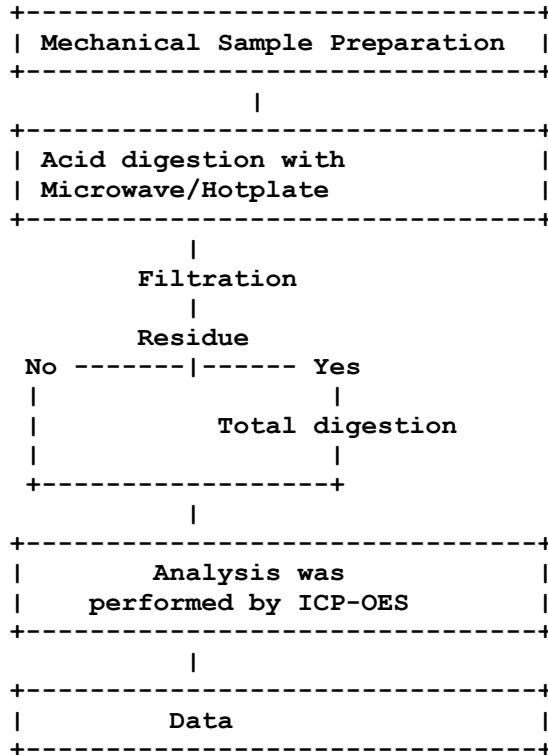 Mechanical Sample Preparation
Acid digestion with
Microwave/Hotplate
Filtration
Residue
No Yes
Total digestion
Analysis was
performed by ICP-OES
Data